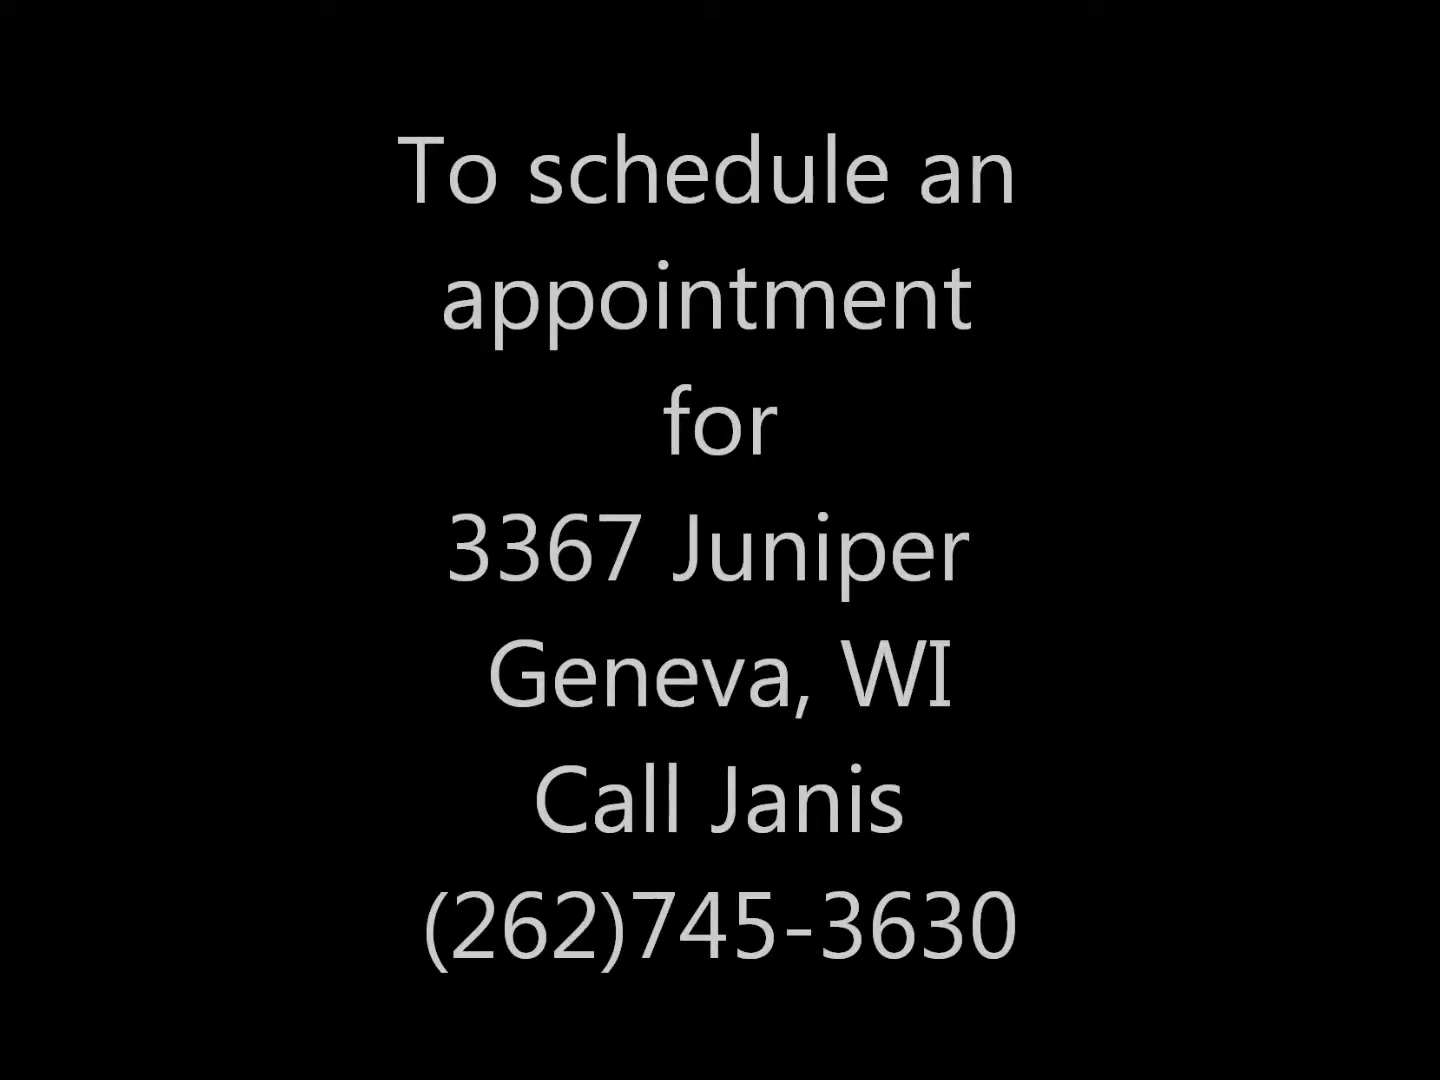 To schedule an
appointment
for
3367 Juniper
Geneva, WI
Call Janis
(262)745-3630